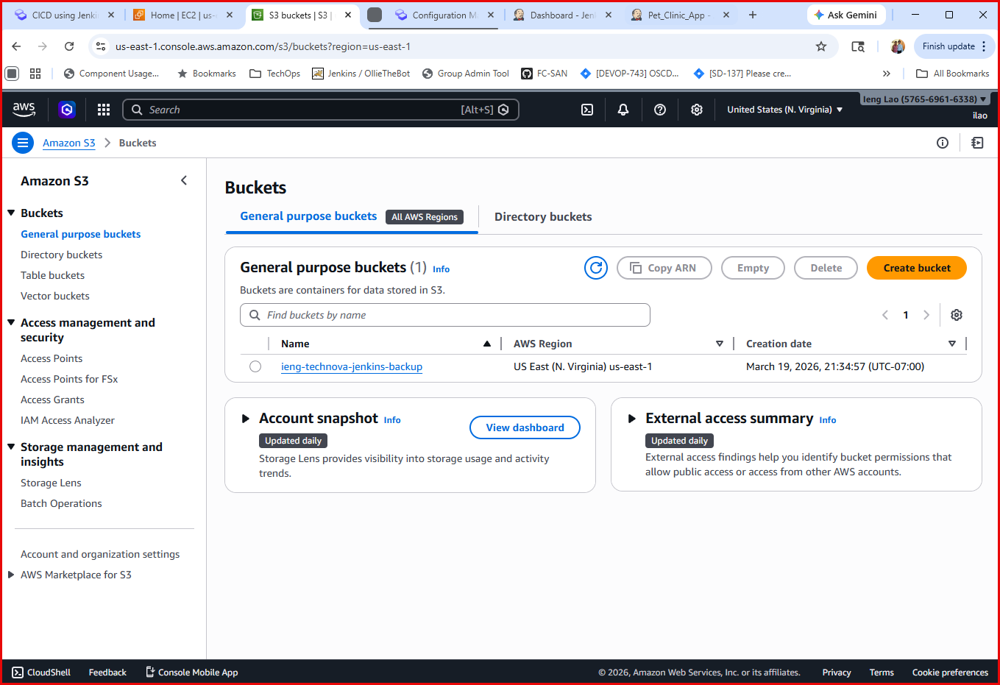 CICD using Jenki
Home | EC2 | us-
S3 buckets | S3 |
Configuration M
Dashboard - Jen
Pet_Clinic_App -
Ask Gemini
us-east-1.console.aws.amazon.com/s3/buckets?region=us-east-1
Finish update
Component Usage...
Bookmarks
TechOps
Jenkins / OllieTheBot
Group Admin Tool
FC-SAN
[DEVOP-743] OSCD...
[SD-137] Please cre...
All Bookmarks
aws
Search
[Alt+S]
United States (N. Virginia)
Ieng Lao (5765-6961-6338)
ilao
Amazon S3
Buckets
Amazon S3
Buckets
General purpose buckets
Directory buckets
Table buckets
Vector buckets
Access management and
security
Access Points
Access Points for FSx
Access Grants
IAM Access Analyzer
Storage management and
insights
Storage Lens
Batch Operations
Account and organization settings
AWS Marketplace for S3
Buckets
General purpose buckets
All AWS Regions
Directory buckets
General purpose buckets (1) Info
Copy ARN
Empty
Delete
Create bucket
Buckets are containers for data stored in S3.
Find buckets by name
1
Name
AWS Region
Creation date
ieng-technova-jenkins-backup
US East (N. Virginia) us-east-1
March 19, 2026, 21:34:57 (UTC-07:00)
Account snapshot Info
Updated daily
View dashboard
Storage Lens provides visibility into storage usage and activity
trends.
External access summary Info
Updated daily
External access findings help you identify bucket permissions that
allow public access or access from other AWS accounts.
CloudShell
Feedback
Console Mobile App
© 2026, Amazon Web Services, Inc. or its affiliates.
Privacy
Terms
Cookie preferences